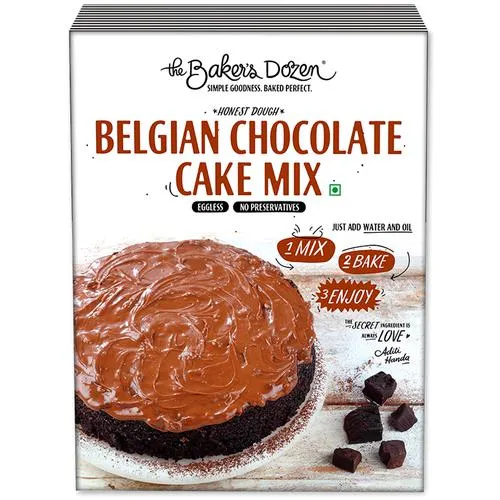 the Baker's Dozen®
SIMPLE GOODNESS. BAKED PERFECT.
*HONEST DOUGH*
BELGIAN CHOCOLATE
CAKE MIX
EGGLESS NO PRESERVATIVES
JUST ADD WATER AND OIL
1 MIX
2 BAKE
3 ENJOY
THE SECRET INGREDIENT IS
ALWAYS LOVE
Aditi
Handa